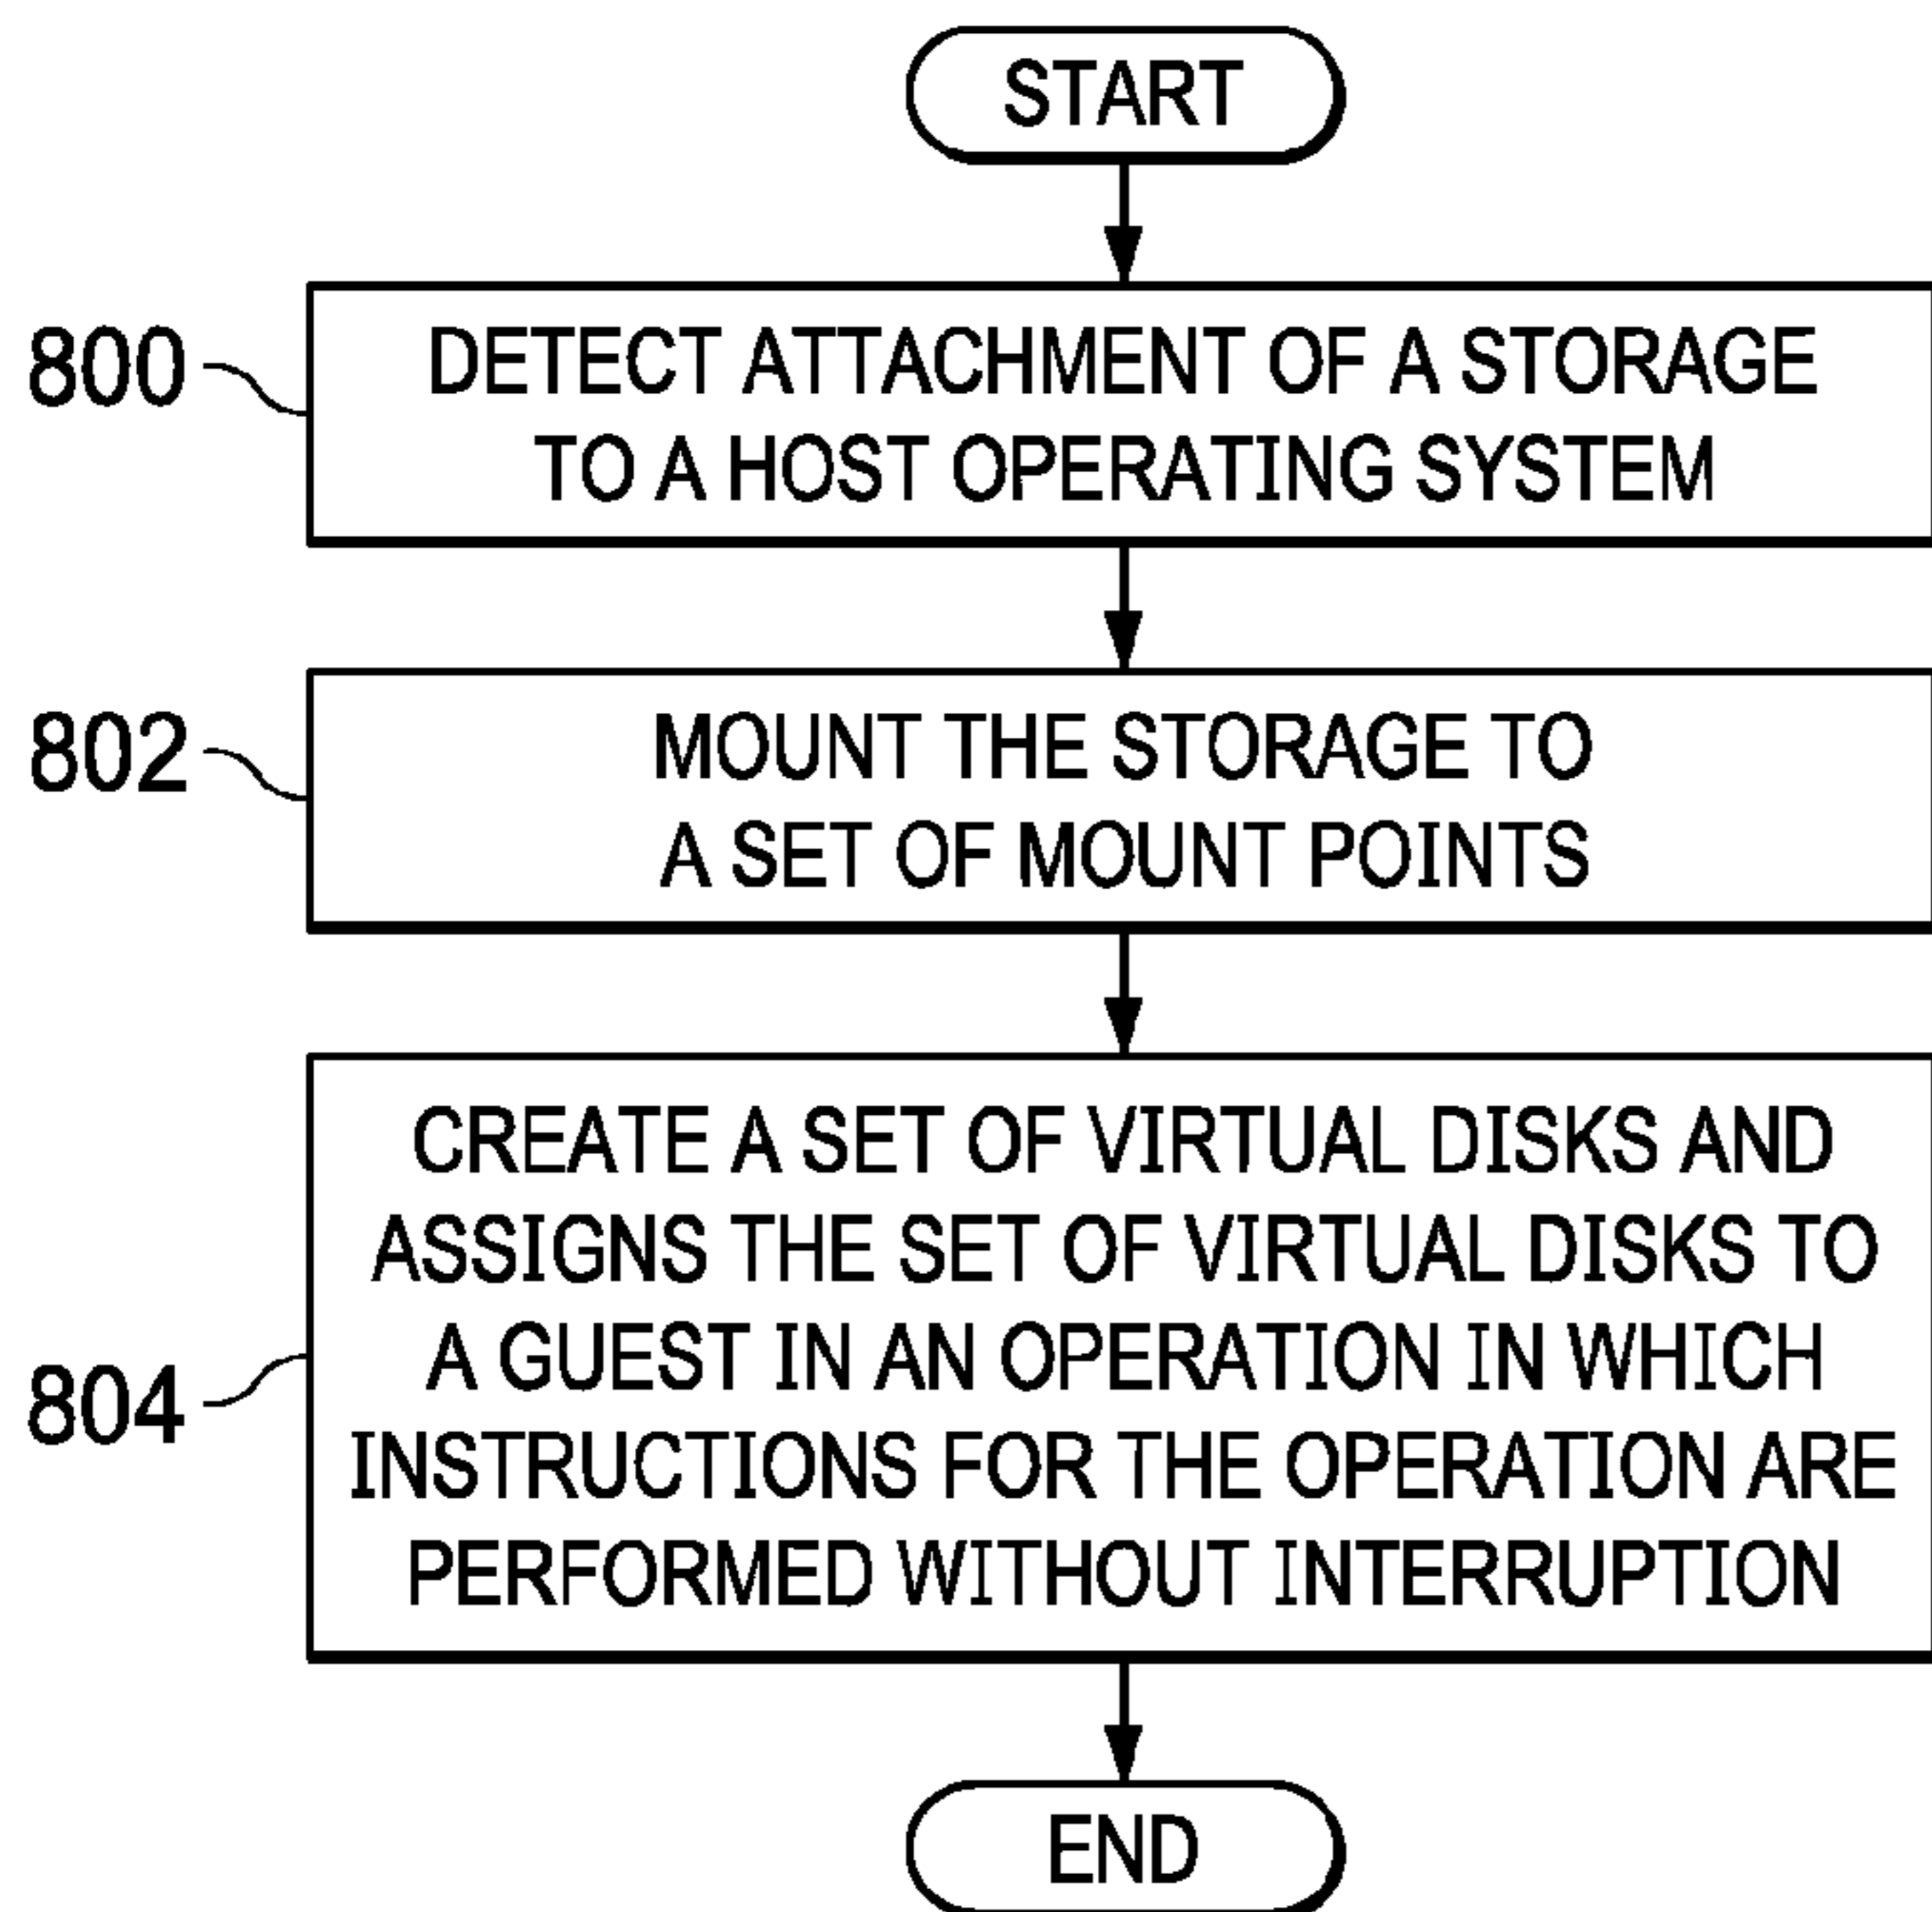 START
800
DETECT ATTACHMENT OF A STORAGE
TO A HOST OPERATING SYSTEM
802
MOUNT THE STORAGE TO
A SET OF MOUNT POINTS
804
CREATE A SET OF VIRTUAL DISKS AND
ASSIGNS THE SET OF VIRTUAL DISKS TO
A GUEST IN AN OPERATION IN WHICH
INSTRUCTIONS FOR THE OPERATION ARE
PERFORMED WITHOUT INTERRUPTION
END